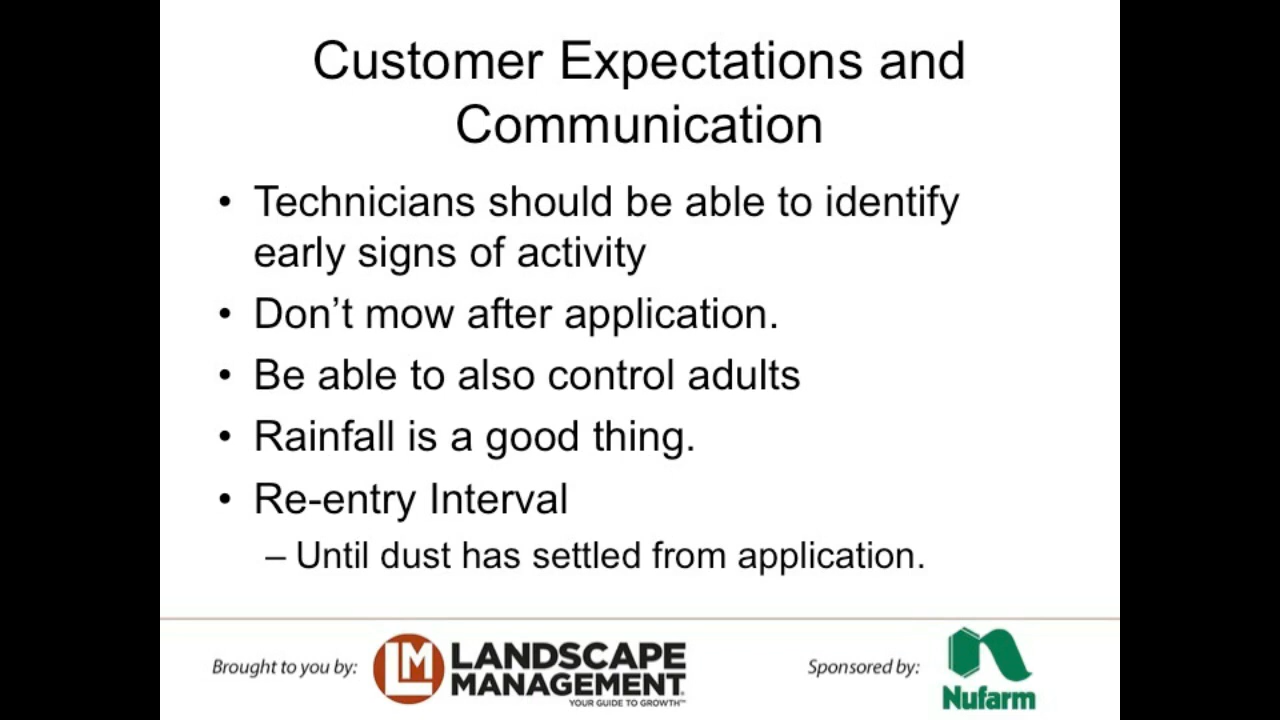 Customer Expectations and
Communication
• Technicians should be able to identify
early signs of activity
• Don’t mow after application.
• Be able to also control adults
• Rainfall is a good thing.
• Re-entry Interval
– Until dust has settled from application.
Brought to you by:
LM
LANDSCAPE
MANAGEMENT
YOUR GUIDE TO GROWTH™
Sponsored by:
Nufarm